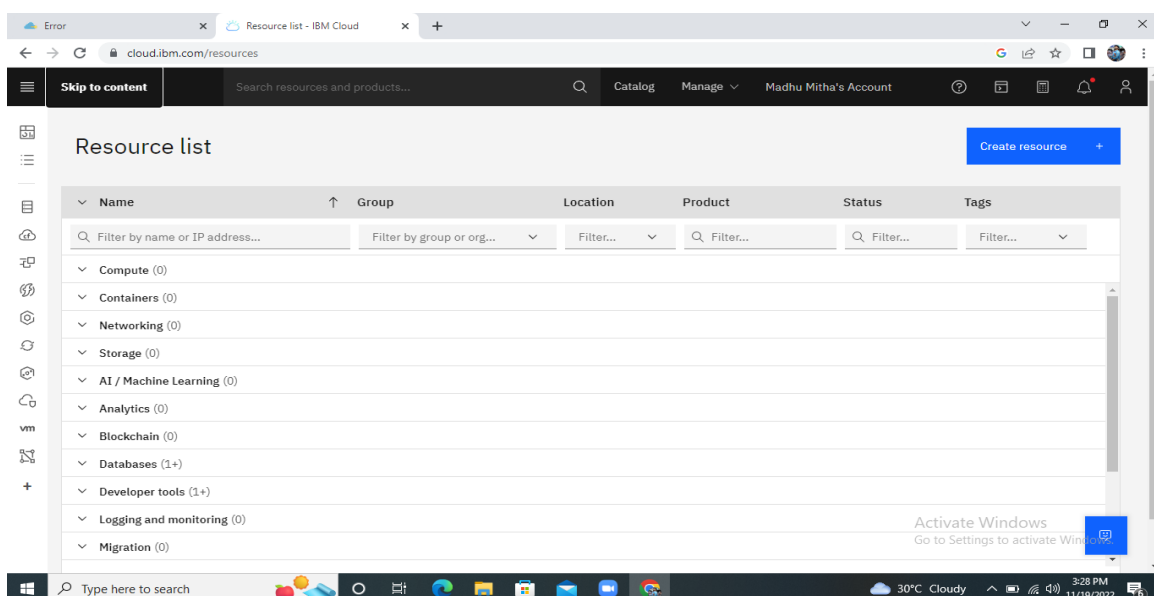 Error
Resource list - IBM Cloud
cloud.ibm.com/resources
Skip to content
Search resources and products...
Catalog Manage Madhu Mitha's Account
Resource list
Create resource +
Name Group Location Product Status Tags
Filter by name or IP address... Filter by group or org... Filter... Filter... Filter... Filter...
Compute (0)
Containers (0)
Networking (0)
Storage (0)
AI / Machine Learning (0)
Analytics (0)
vm
Blockchain (0)
Databases (1+)
Developer tools (1+)
Logging and monitoring (0)
Migration (0)
Activate Windows
Go to Settings to activate Windows.
Type here to search
30°C Cloudy
3:28 PM
11/19/2022